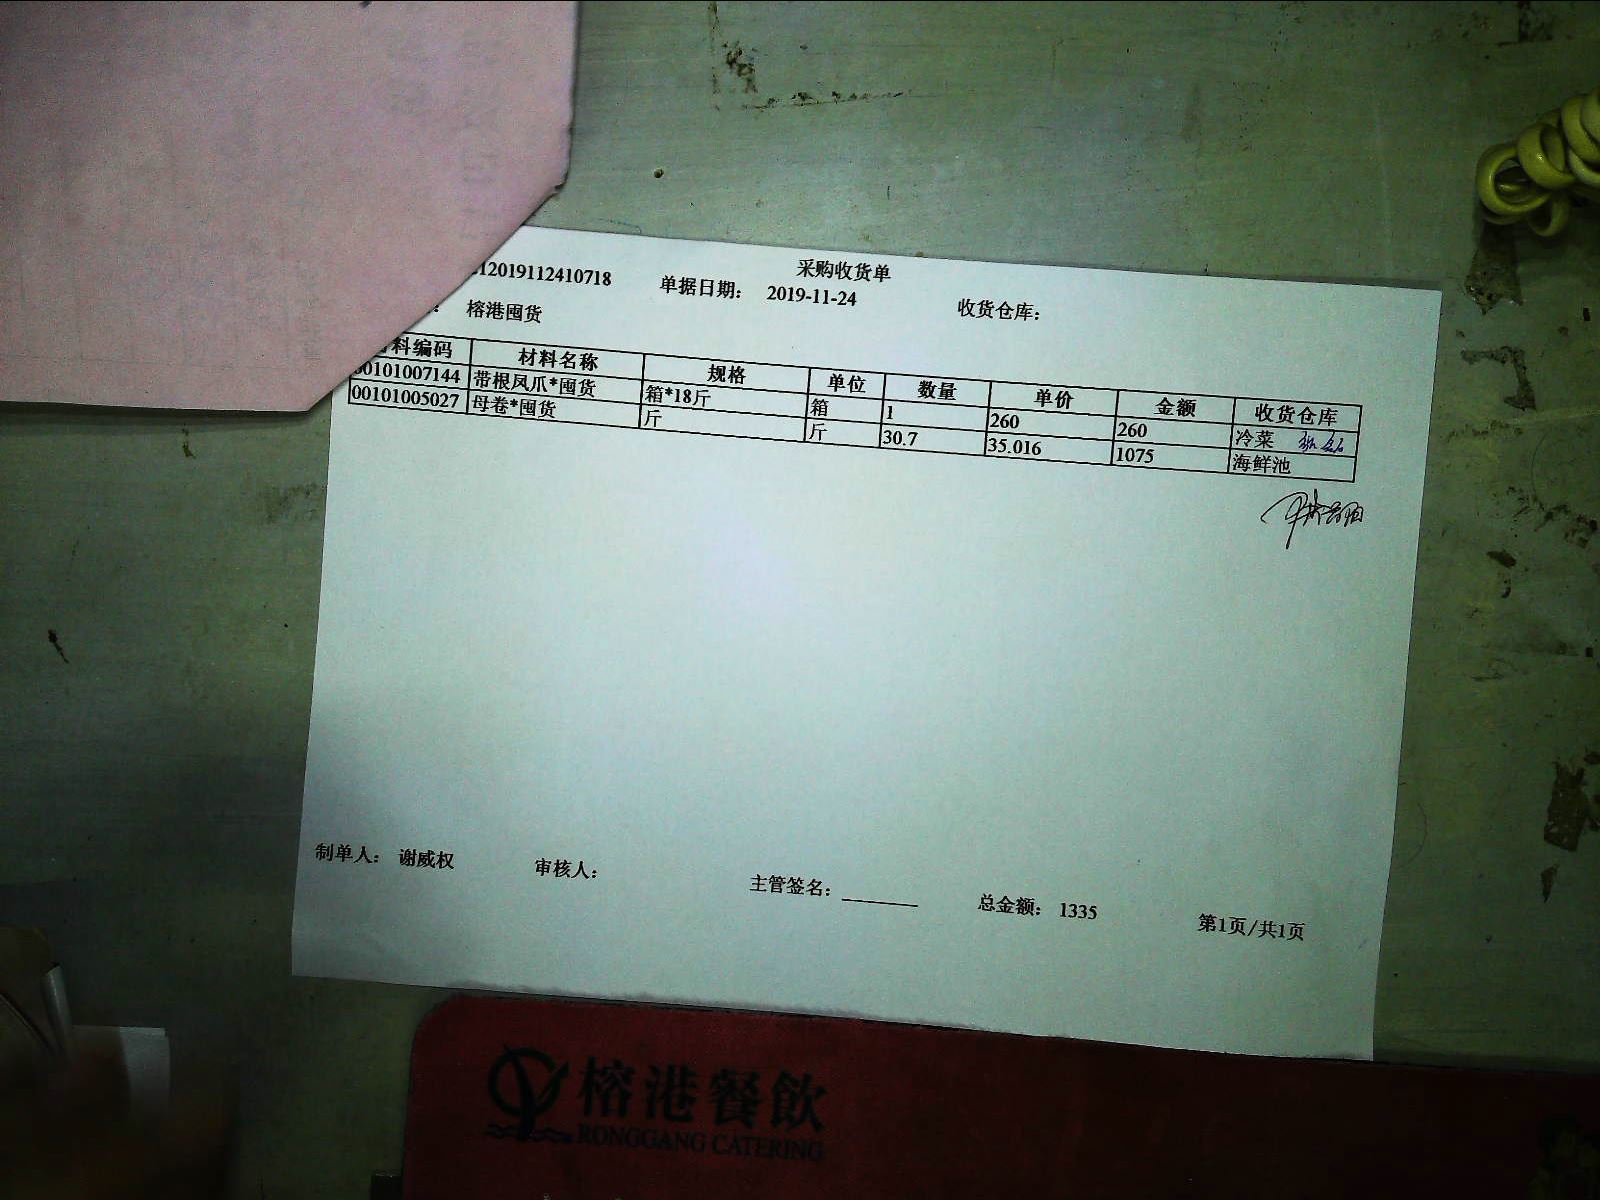 采购收货单
12019112410718 单据日期： 2019-11-24 收货仓库：
： 榕港囤货
料编码 材料名称 规格 单位 数量 单价 金额 收货仓库
00101007144 带根凤爪*囤货 箱*18斤 箱 1 260 260 冷菜
00101005027 母卷*囤货 斤 斤 30.7 35.016 1075 海鲜池
制单人： 谢威权 审核人： 主管签名： 总金额： 1335 第1页/共1页
榕港餐飲
RONGGANG CATERING